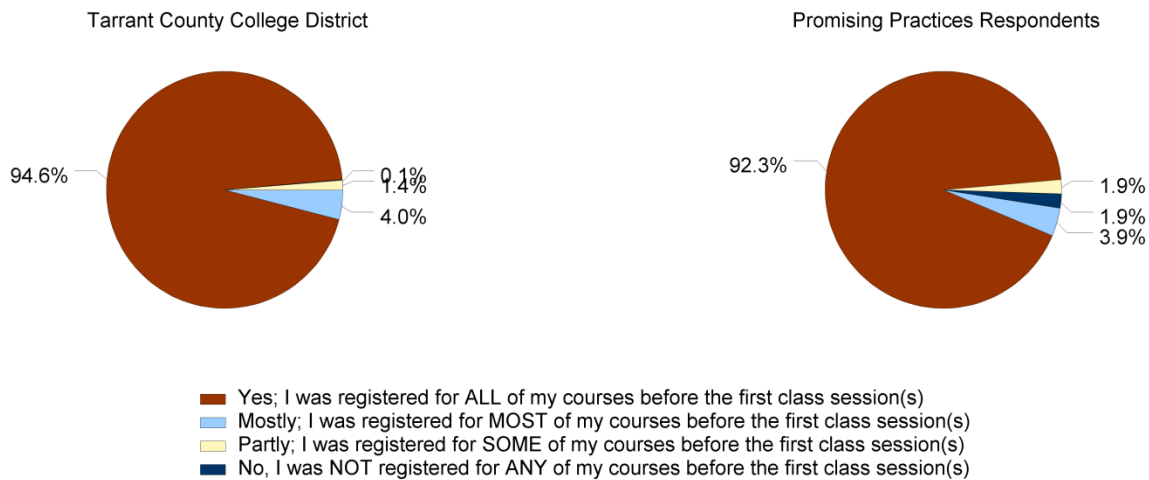 Tarrant County College District
Promising Practices Respondents
94.6%
0.1%
1.4%
4.0%
92.3%
1.9%
1.9%
3.9%
Yes; I was registered for ALL of my courses before the first class session(s)
Mostly; I was registered for MOST of my courses before the first class session(s)
Partly; I was registered for SOME of my courses before the first class session(s)
No, I was NOT registered for ANY of my courses before the first class session(s)